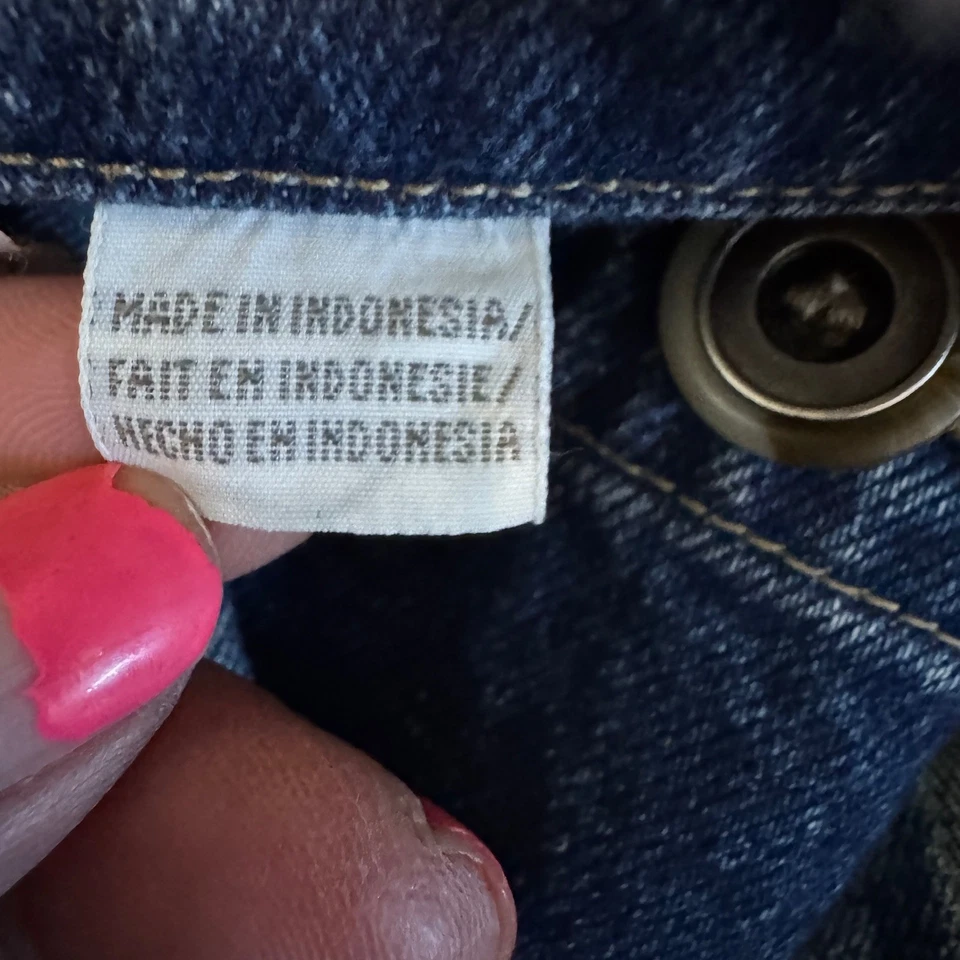 MADE IN INDONESIA/
FAIT EN INDONESIE/
HECHO EN INDONESIA